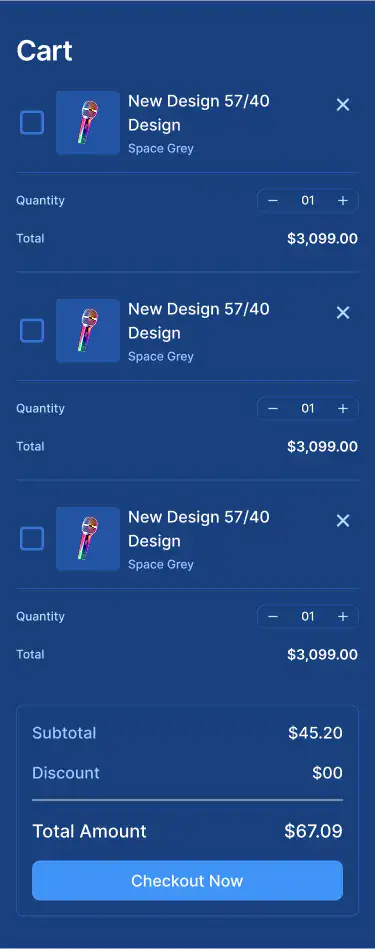 Cart
New Design 57/40
Design
Space Grey
Quantity
01
Total
$3,099.00
New Design 57/40
Design
Space Grey
Quantity
01
Total
$3,099.00
New Design 57/40
Design
Space Grey
Quantity
01
Total
$3,099.00
Subtotal
$45.20
Discount
$00
Total Amount
$67.09
Checkout Now